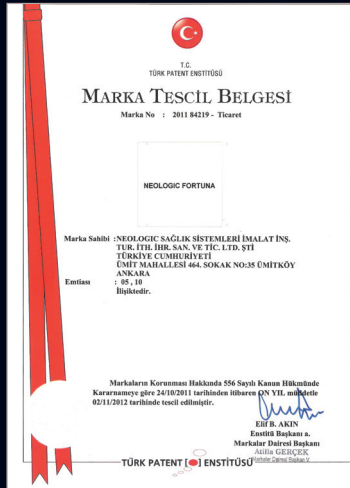 T.C.
TÜRK PATENT ENSTİTÜSÜ
MARKA TESCİL BELGESİ
Marka No : 2011 84219 - Ticaret
NEOLOGIC FORTUNA
Marka Sahibi : NEOLOGIC SAĞLIK SİSTEMLERİ İMALAT İNŞ.
TUR. İTH. İHR. SAN. VE TİC. LTD. ŞTİ
TÜRKİYE CUMHURİYETİ
ÜMİT MAHALLESİ 464. SOKAK NO:35 ÜMİTKÖY
ANKARA
Emtiası : 05 , 10
İlişiktedir.
Markaların Korunması Hakkında 556 Sayılı Kanun Hükmünde
Kararnameye göre 24/10/2011 tarihinden itibaren ON YIL müddetle
02/11/2012 tarihinde tescil edilmiştir.
Elif B. AKIN
Enstitü Başkanı a.
Markalar Dairesi Başkanı
Atilla GERÇEK
Markalar Dairesi Başkan V.
TÜRK PATENT ENSTİTÜSÜ